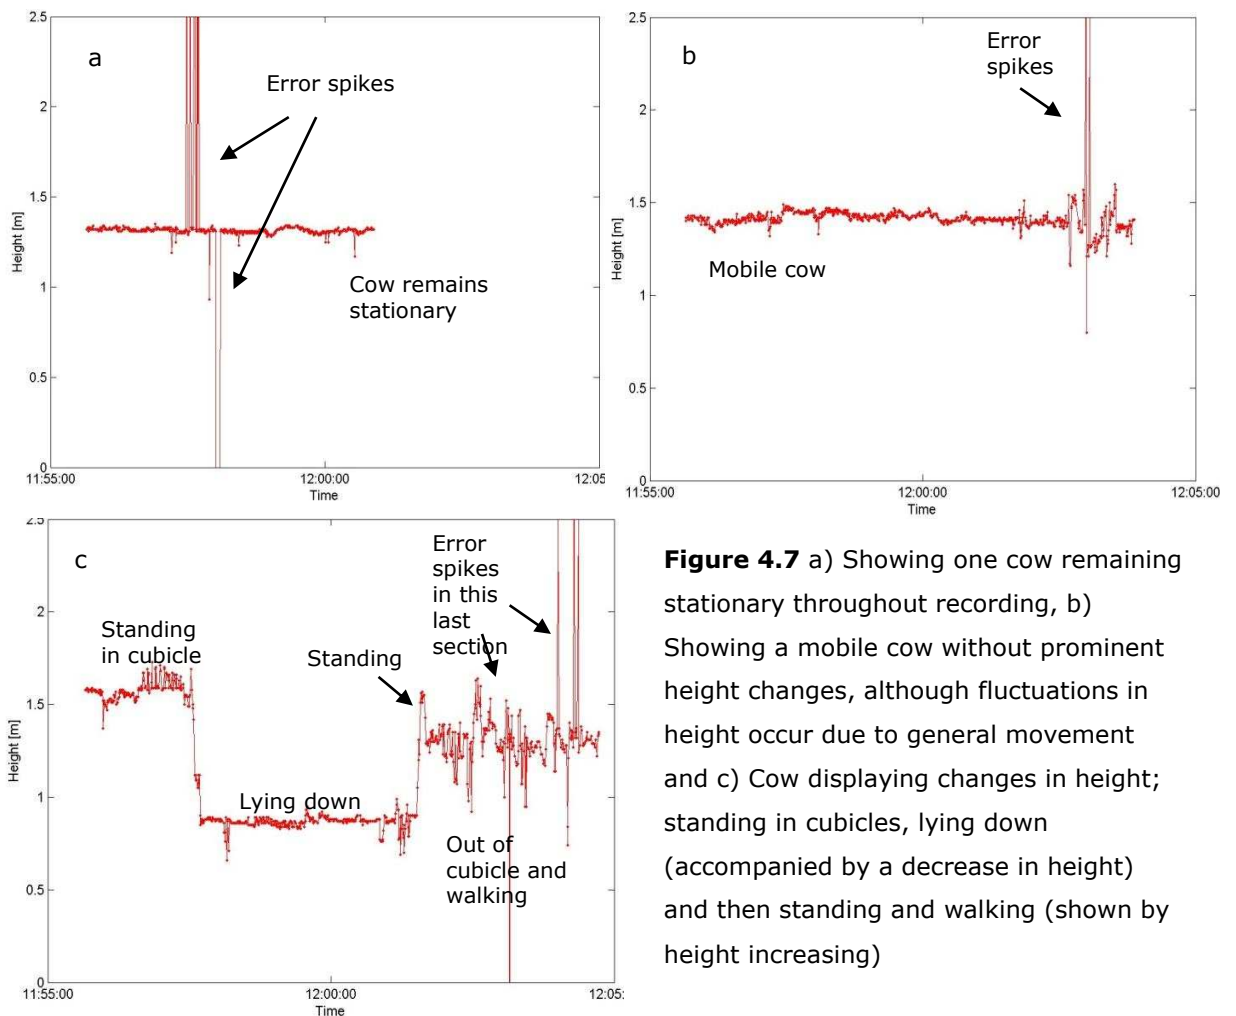 2.5
a
Error spikes
2
1.5
Height [m]
1
Cow remains
stationary
0.5
0
11:55:00
12:00:00
12:05
Time
2.5
b
Error
spikes
2
1.5
Height [m]
Mobile cow
1
0.5
0
11:55:00
12:00:00
12:05:00
Time
2.5
c
Error
spikes
in this
last
section
2
Standing
in cubicle
Standing
1.5
Height [m]
1
Lying down
Out of
cubicle and
walking
0.5
0
11:55:00
12:00:00
12:05:
Time
Figure 4.7 a) Showing one cow remaining
stationary throughout recording, b)
Showing a mobile cow without prominent
height changes, although fluctuations in
height occur due to general movement
and c) Cow displaying changes in height;
standing in cubicles, lying down
(accompanied by a decrease in height)
and then standing and walking (shown by
height increasing)